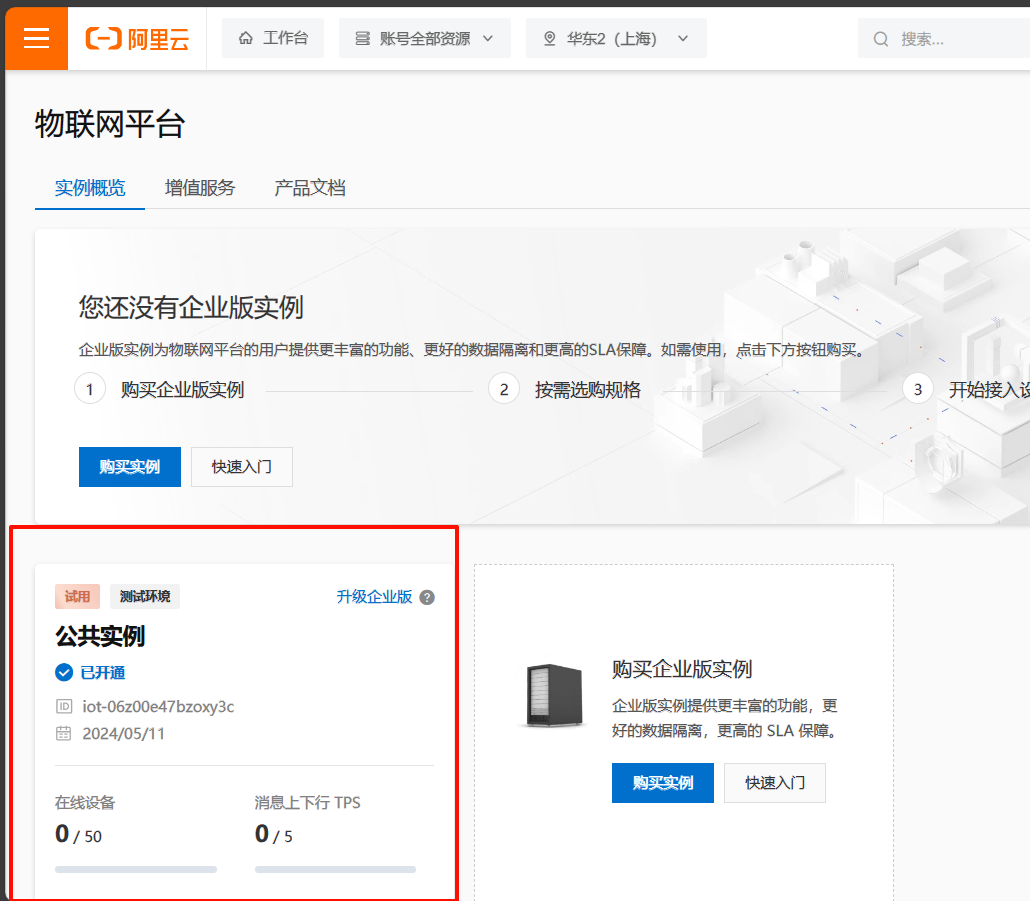 阿里云 工作台 账号全部资源 华东2（上海） 搜索...
物联网平台
实例概览 增值服务 产品文档
您还没有企业版实例
企业版实例为物联网平台的用户提供更丰富的功能、更好的数据隔离和更高的SLA保障。如需使用，点击下方按钮购买。
1 购买企业版实例 2 按需选购规格 3 开始接入设
购买实例 快速入门
试用 测试环境 升级企业版 ?
公共实例
已开通
ID iot-06z00e47bzoxy3c
2024/05/11
在线设备 消息上下行 TPS
0 / 50 0 / 5
购买企业版实例
企业版实例提供更丰富的功能，更
好的数据隔离，更高的 SLA 保障。
购买实例 快速入门